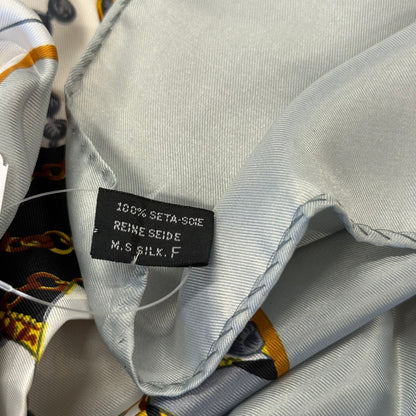 100% SETA-SOIE
REINE SEIDE
M.S SILK. F